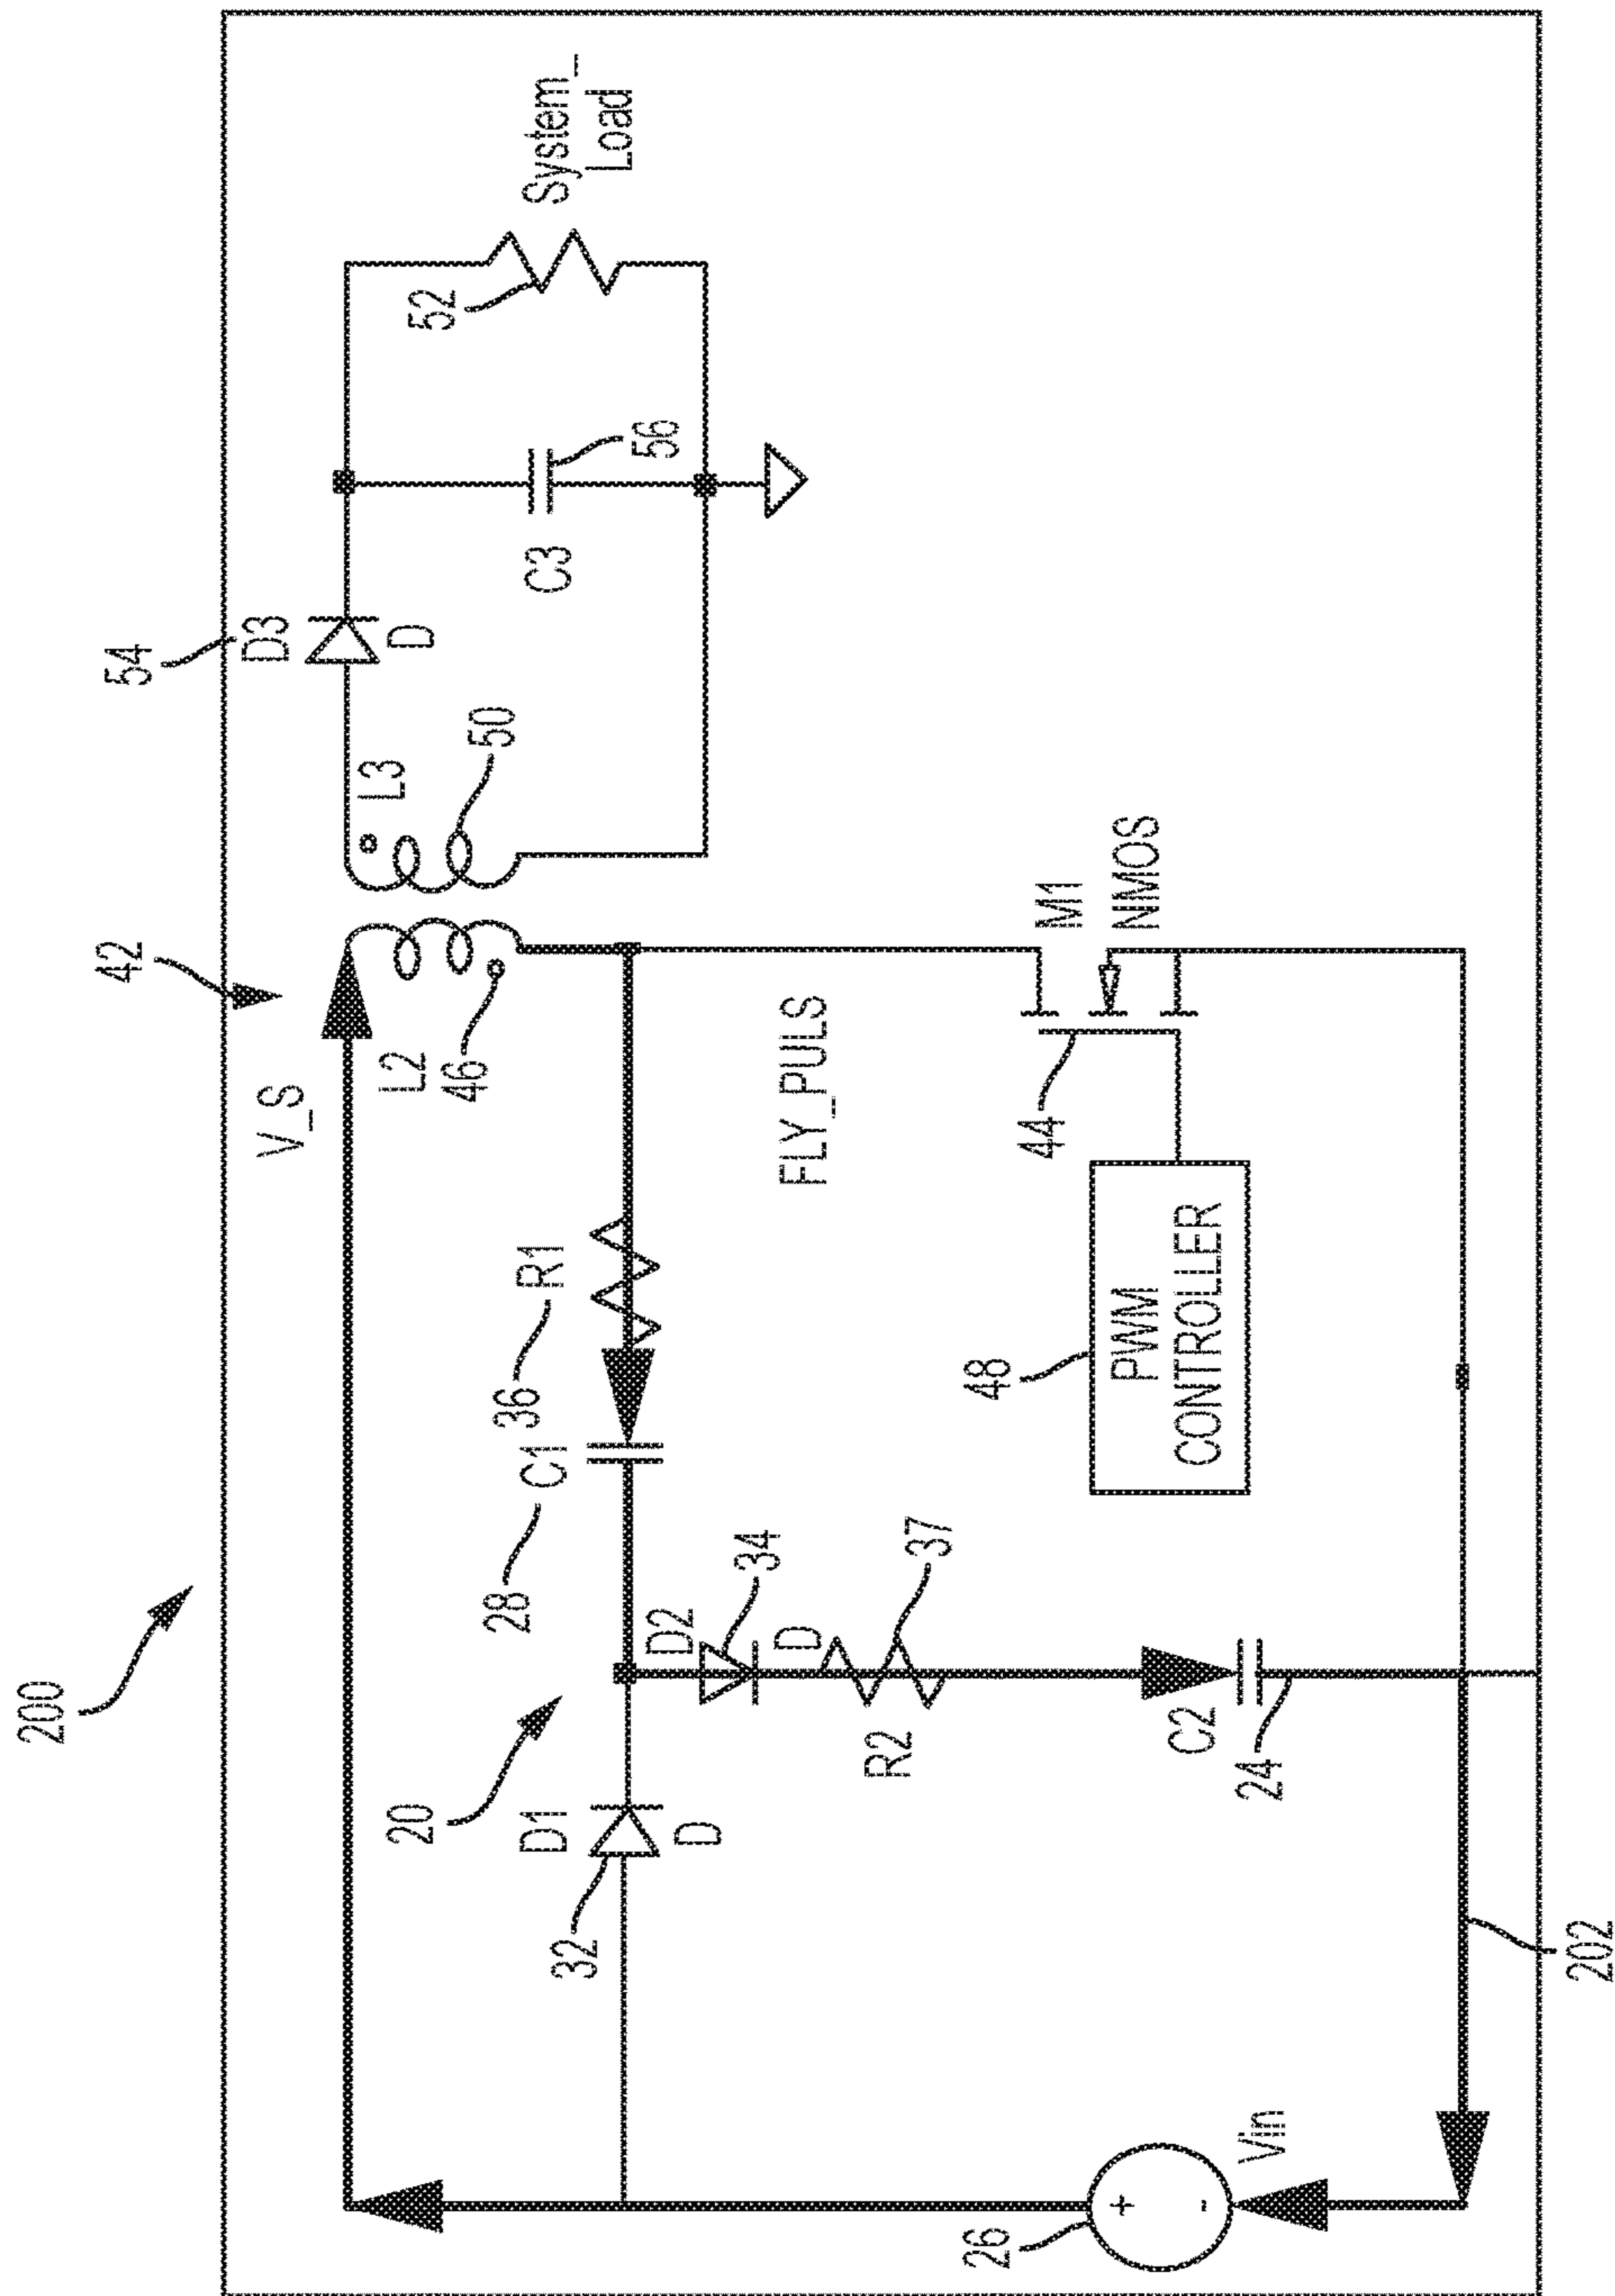 200
42
54
V_S
D3
D
L3
50
52
System_
Load
C3
56
L2
46
20
28
C1
36
R1
D1
D
32
D2
D
34
37
R2
FLY_PULS
M1
NMOS
44
48
PWM
CONTROLLER
C2
24
26
+
-
Vin
202